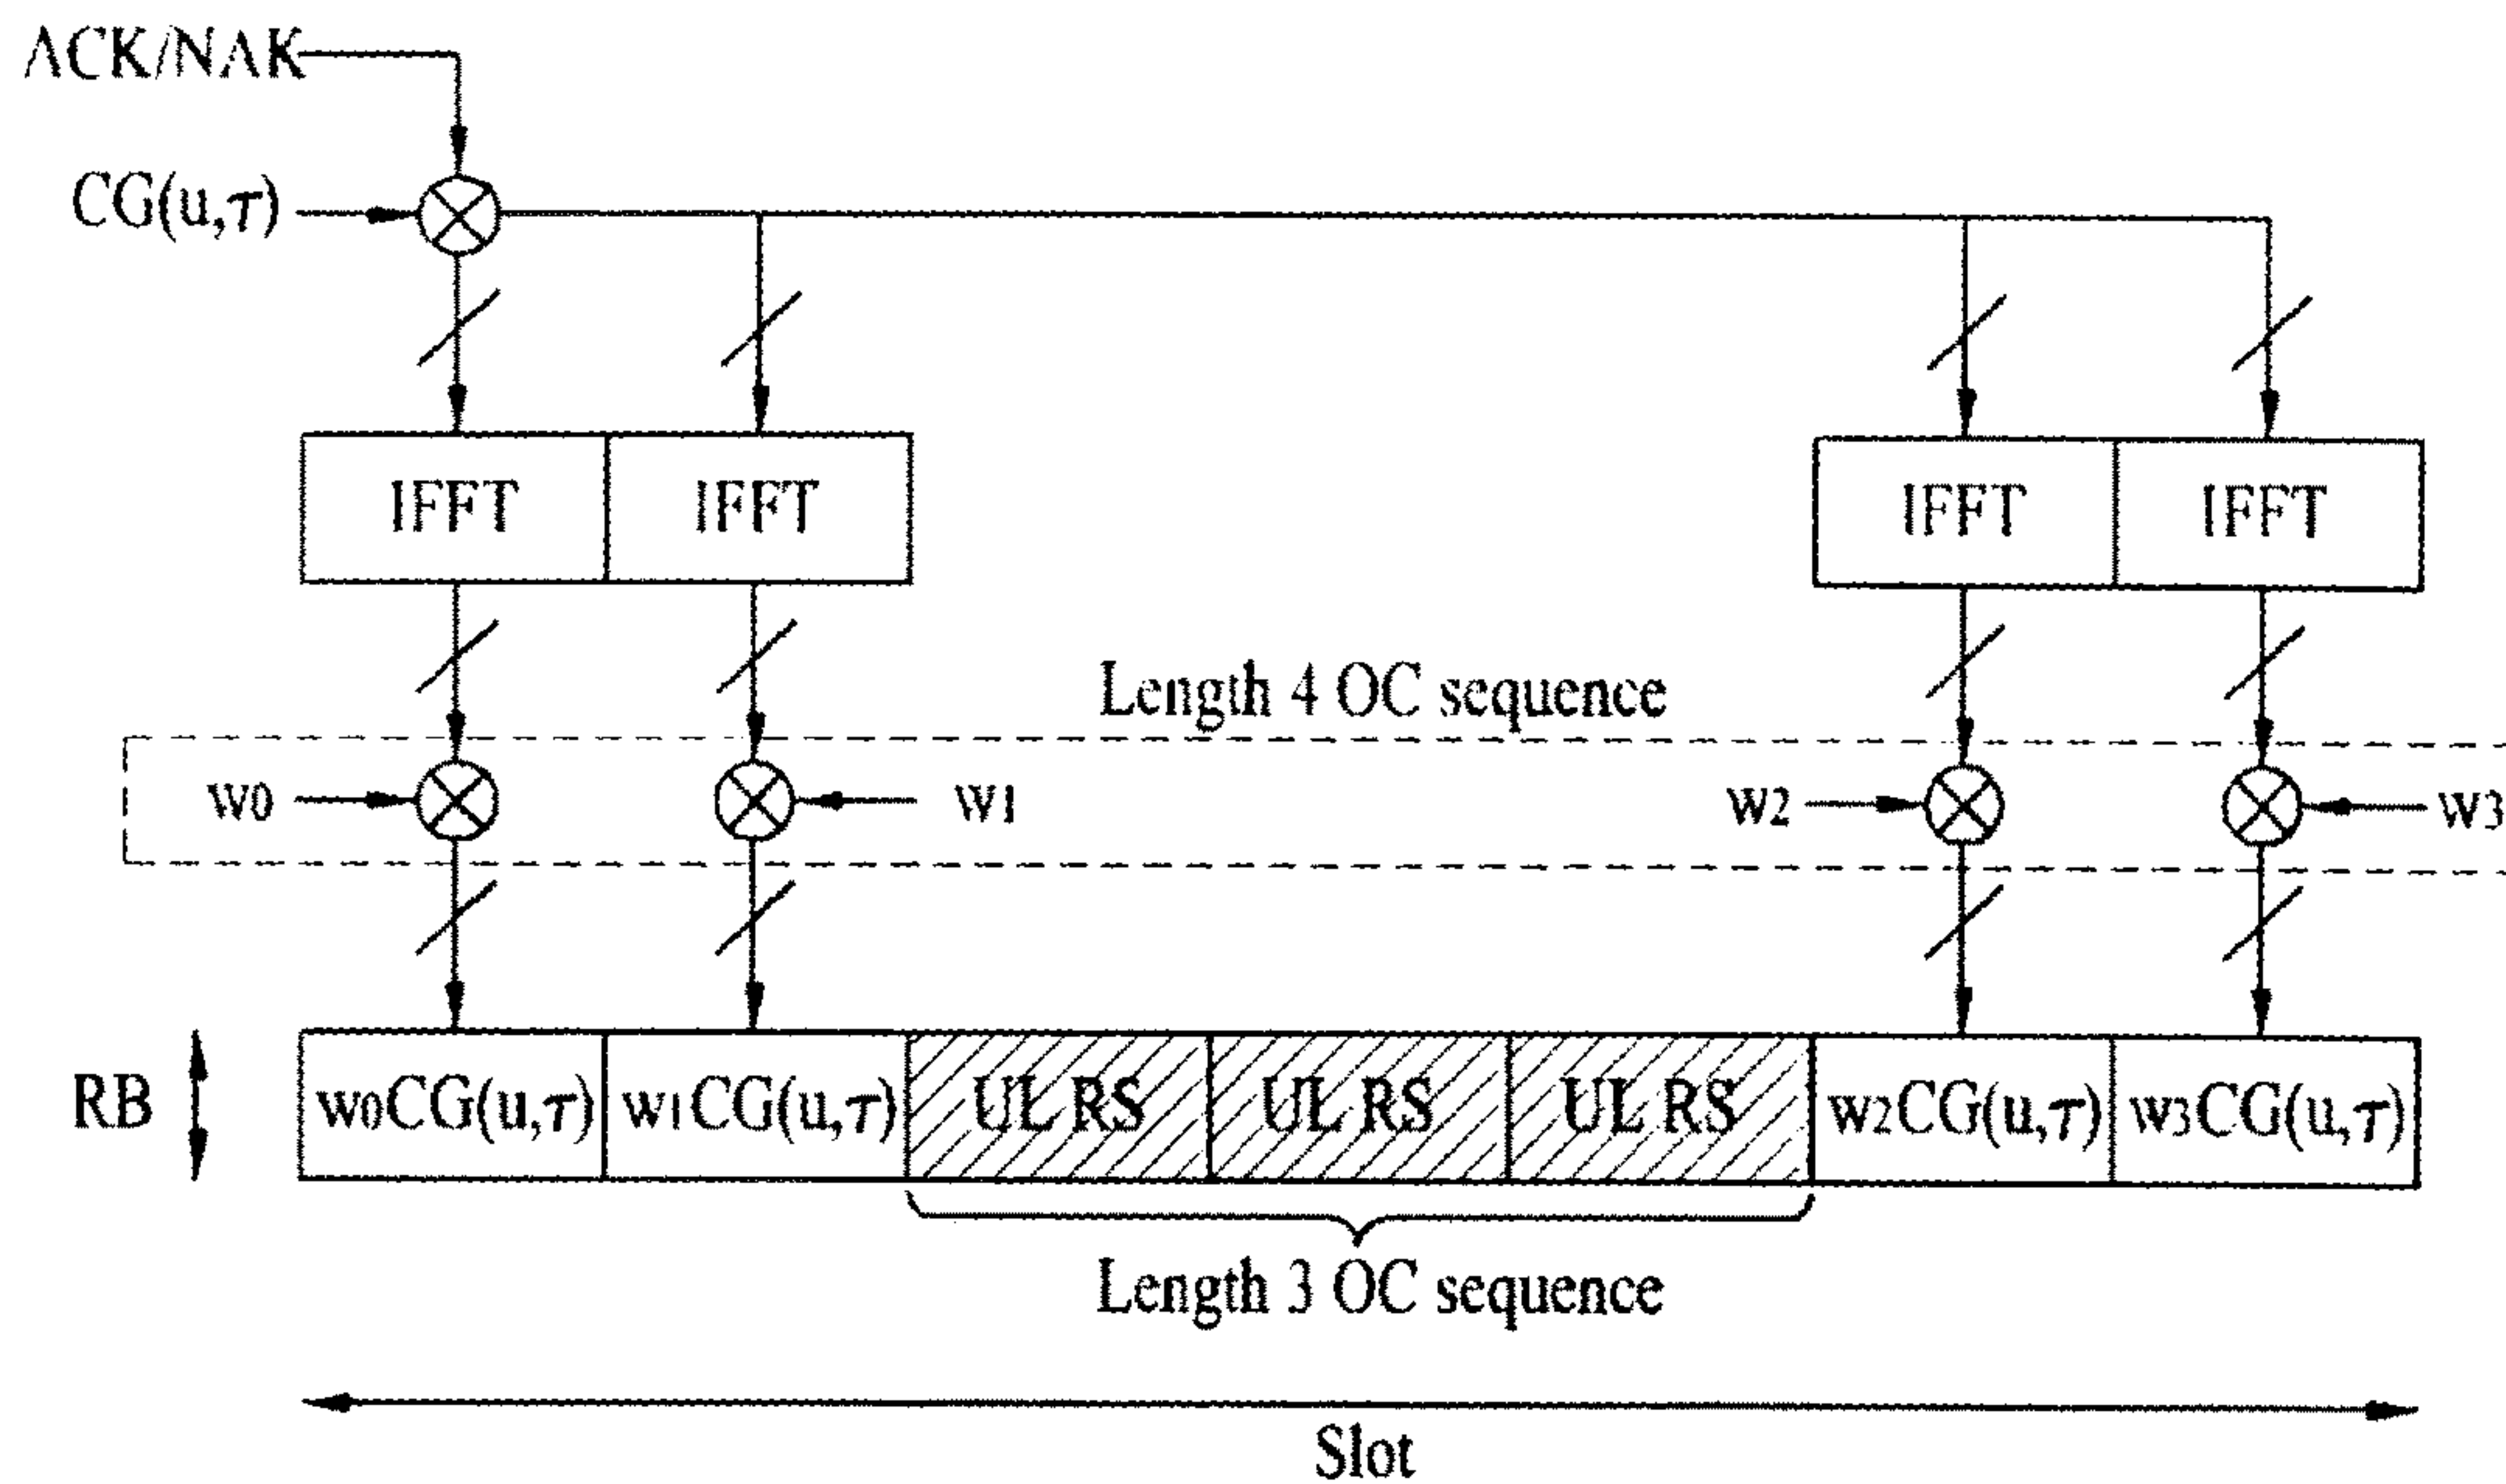 ACK/NAK
CG(u,τ)
IFFT IFFT IFFT IFFT
Length 4 OC sequence
w0 w1 w2 w3
RB w0CG(u,τ) w1CG(u,τ) UL RS UL RS UL RS w2CG(u,τ) w3CG(u,τ)
Length 3 OC sequence
Slot